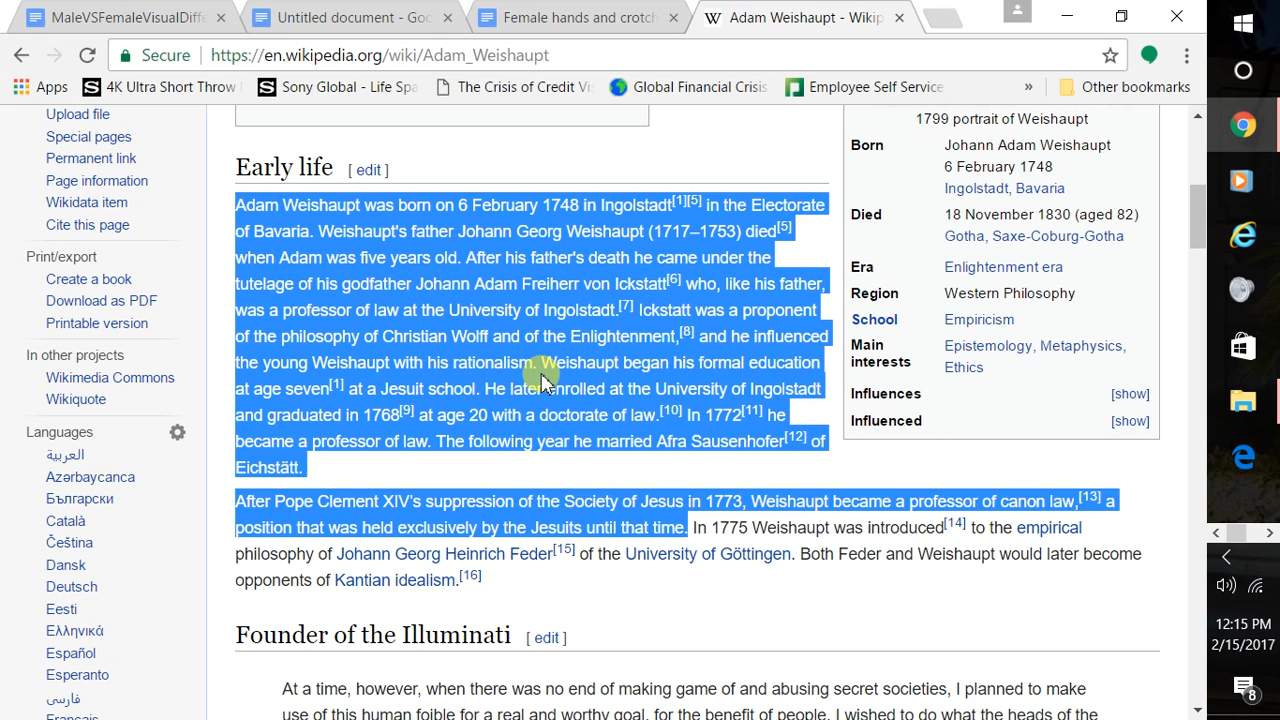 MaleVSFemaleVisualDiffe
Untitled document - Goo
Female hands and crotch
Adam Weishaupt - Wikip
Secure
https://en.wikipedia.org/wiki/Adam_Weishaupt
Apps
4K Ultra Short Throw
Sony Global - Life Spa
The Crisis of Credit Vi
Global Financial Crisis
Employee Self Service
»
Other bookmarks
Upload file
Special pages
Permanent link
Page information
Wikidata item
Cite this page
Print/export
Create a book
Download as PDF
Printable version
In other projects
Wikimedia Commons
Wikiquote
Languages
العربية
Azərbaycanca
Български
Català
Čeština
Dansk
Deutsch
Eesti
Ελληνικά
Español
Esperanto
فارسی
Français
Early life [ edit ]
Adam Weishaupt was born on 6 February 1748 in Ingolstadt[1][5] in the Electorate
of Bavaria. Weishaupt's father Johann Georg Weishaupt (1717–1753) died[5]
when Adam was five years old. After his father's death he came under the
tutelage of his godfather Johann Adam Freiherr von Ickstatt[6] who, like his father,
was a professor of law at the University of Ingolstadt.[7] Ickstatt was a proponent
of the philosophy of Christian Wolff and of the Enlightenment,[8] and he influenced
the young Weishaupt with his rationalism. Weishaupt began his formal education
at age seven[1] at a Jesuit school. He later enrolled at the University of Ingolstadt
and graduated in 1768[9] at age 20 with a doctorate of law.[10] In 1772[11] he
became a professor of law. The following year he married Afra Sausenhofer[12] of
Eichstätt.
After Pope Clement XIV’s suppression of the Society of Jesus in 1773, Weishaupt became a professor of canon law,[13] a
position that was held exclusively by the Jesuits until that time. In 1775 Weishaupt was introduced[14] to the empirical
philosophy of Johann Georg Heinrich Feder[15] of the University of Göttingen. Both Feder and Weishaupt would later become
opponents of Kantian idealism.[16]
Founder of the Illuminati [ edit ]
At a time, however, when there was no end of making game of and abusing secret societies, I planned to make
use of this human foible for a real and worthy goal, for the benefit of people. I wished to do what the heads of the
1799 portrait of Weishaupt
Born Johann Adam Weishaupt
6 February 1748
Ingolstadt, Bavaria
Died 18 November 1830 (aged 82)
Gotha, Saxe-Coburg-Gotha
Era Enlightenment era
Region Western Philosophy
School Empiricism
Main Epistemology, Metaphysics,
interests Ethics
Influences [show]
Influenced [show]
12:15 PM
2/15/2017
8